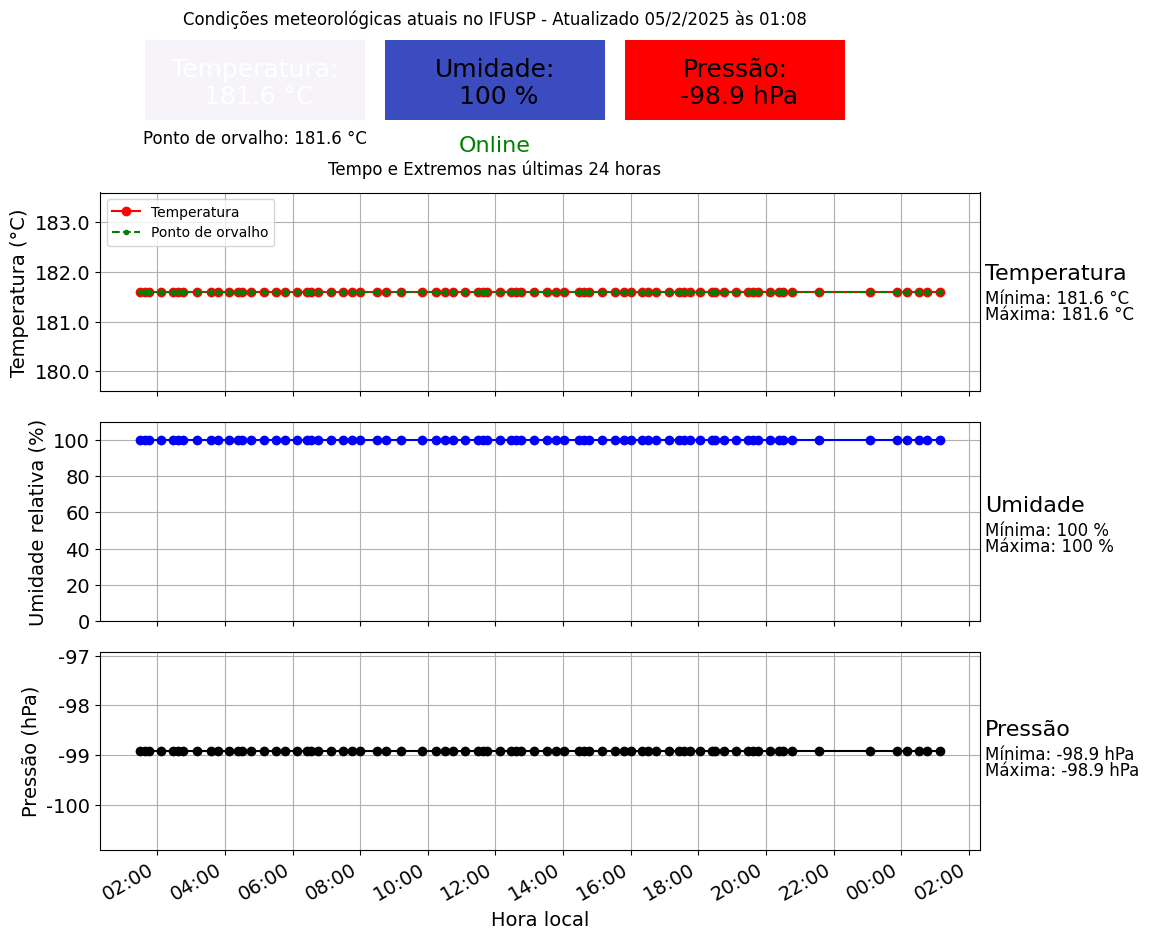 Condições meteorológicas atuais no IFUSP - Atualizado 05/2/2025 às 01:08
Temperatura:
181.6 °C
Umidade:
100 %
Pressão:
-98.9 hPa
Ponto de orvalho: 181.6 °C
Online
Tempo e Extremos nas últimas 24 horas
Temperatura (°C)
183.0
182.0
181.0
180.0
Temperatura
Ponto de orvalho
Temperatura
Mínima: 181.6 °C
Máxima: 181.6 °C
Umidade relativa (%)
100
80
60
40
20
0
Umidade
Mínima: 100 %
Máxima: 100 %
Pressão (hPa)
-97
-98
-99
-100
Pressão
Mínima: -98.9 hPa
Máxima: -98.9 hPa
02:00 04:00 06:00 08:00 10:00 12:00 14:00 16:00 18:00 20:00 22:00 00:00 02:00
Hora local